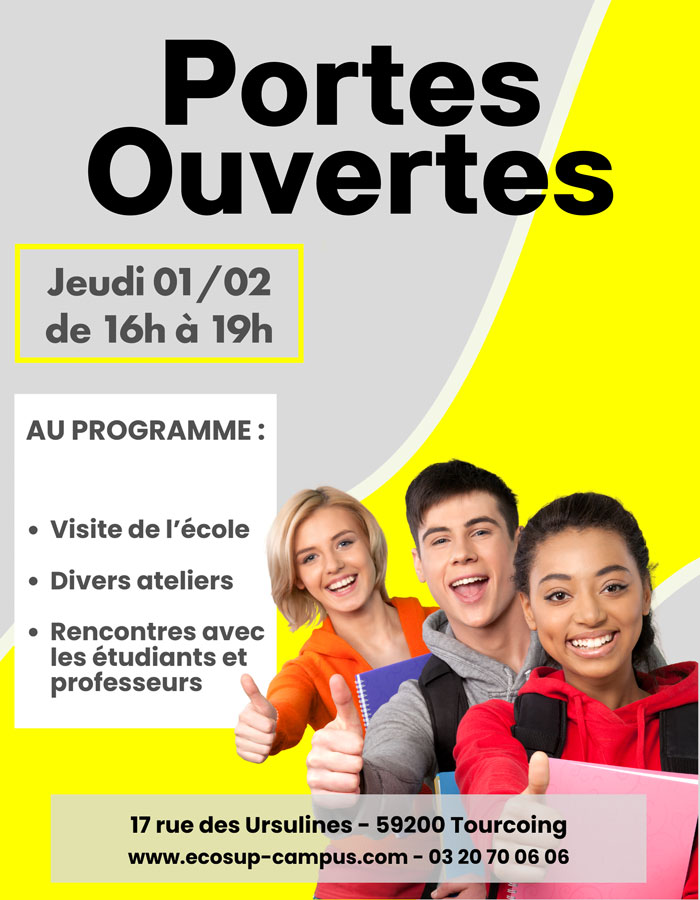 Portes
Ouvertes
Jeudi 01/02
de 16h à 19h
AU PROGRAMME :
• Visite de l'école
• Divers ateliers
• Rencontres avec
les étudiants et
professeurs
17 rue des Ursulines - 59200 Tourcoing
www.ecosup-campus.com - 03 20 70 06 06